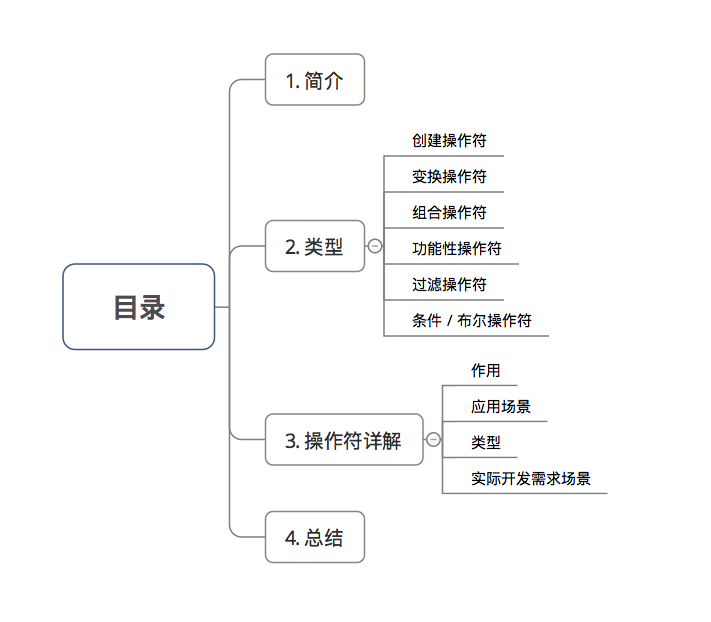 目录
1. 简介
2. 类型
创建操作符
变换操作符
组合操作符
功能性操作符
过滤操作符
条件 / 布尔操作符
3. 操作符详解
作用
应用场景
类型
实际开发需求场景
4. 总结